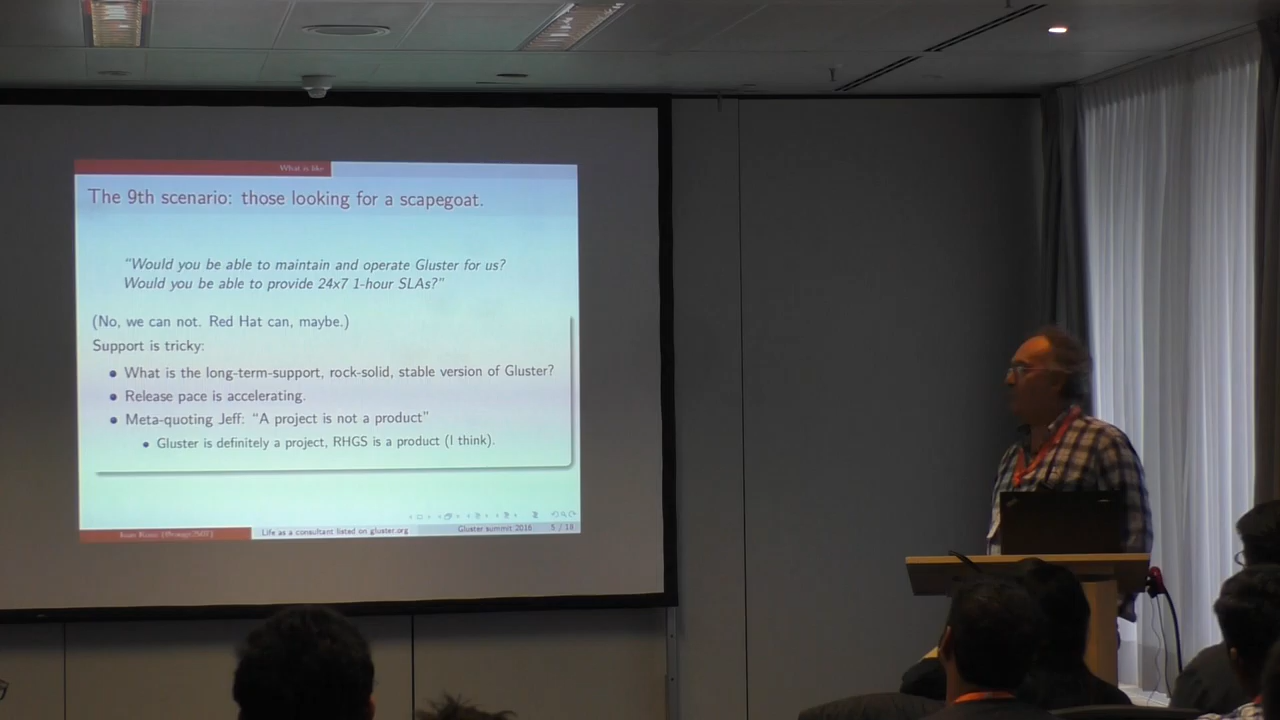 What is like
The 9th scenario: those looking for a scapegoat.
“Would you be able to maintain and operate Gluster for us?
Would you be able to provide 24x7 1-hour SLAs?”
(No, we can not. Red Hat can, maybe.)
Support is tricky:
What is the long-term-support, rock-solid, stable version of Gluster?
Release pace is accelerating.
Meta-quoting Jeff: “A project is not a product”
Gluster is definitely a project, RHGS is a product (I think).
Life as a consultant listed on gluster.org
Gluster summit 2016
5 / 18